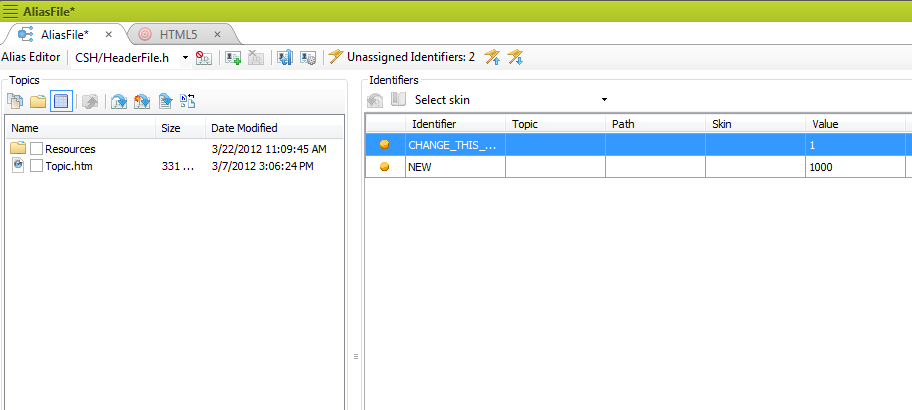 AliasFile*
AliasFile* HTML5
Alias Editor CSH/HeaderFile.h Unassigned Identifiers: 2
Topics
Name Size Date Modified
Resources 3/22/2012 11:09:45 AM
Topic.htm 331 ... 3/7/2012 3:06:24 PM
Identifiers
Select skin
Identifier Topic Path Skin Value
CHANGE_THIS_... 1
NEW 1000